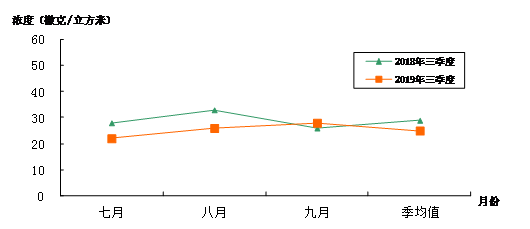 浓度（微克/立方米）
60
50
40
30
20
10
0
2018年三季度
2019年三季度
七月
八月
九月
季均值
月份